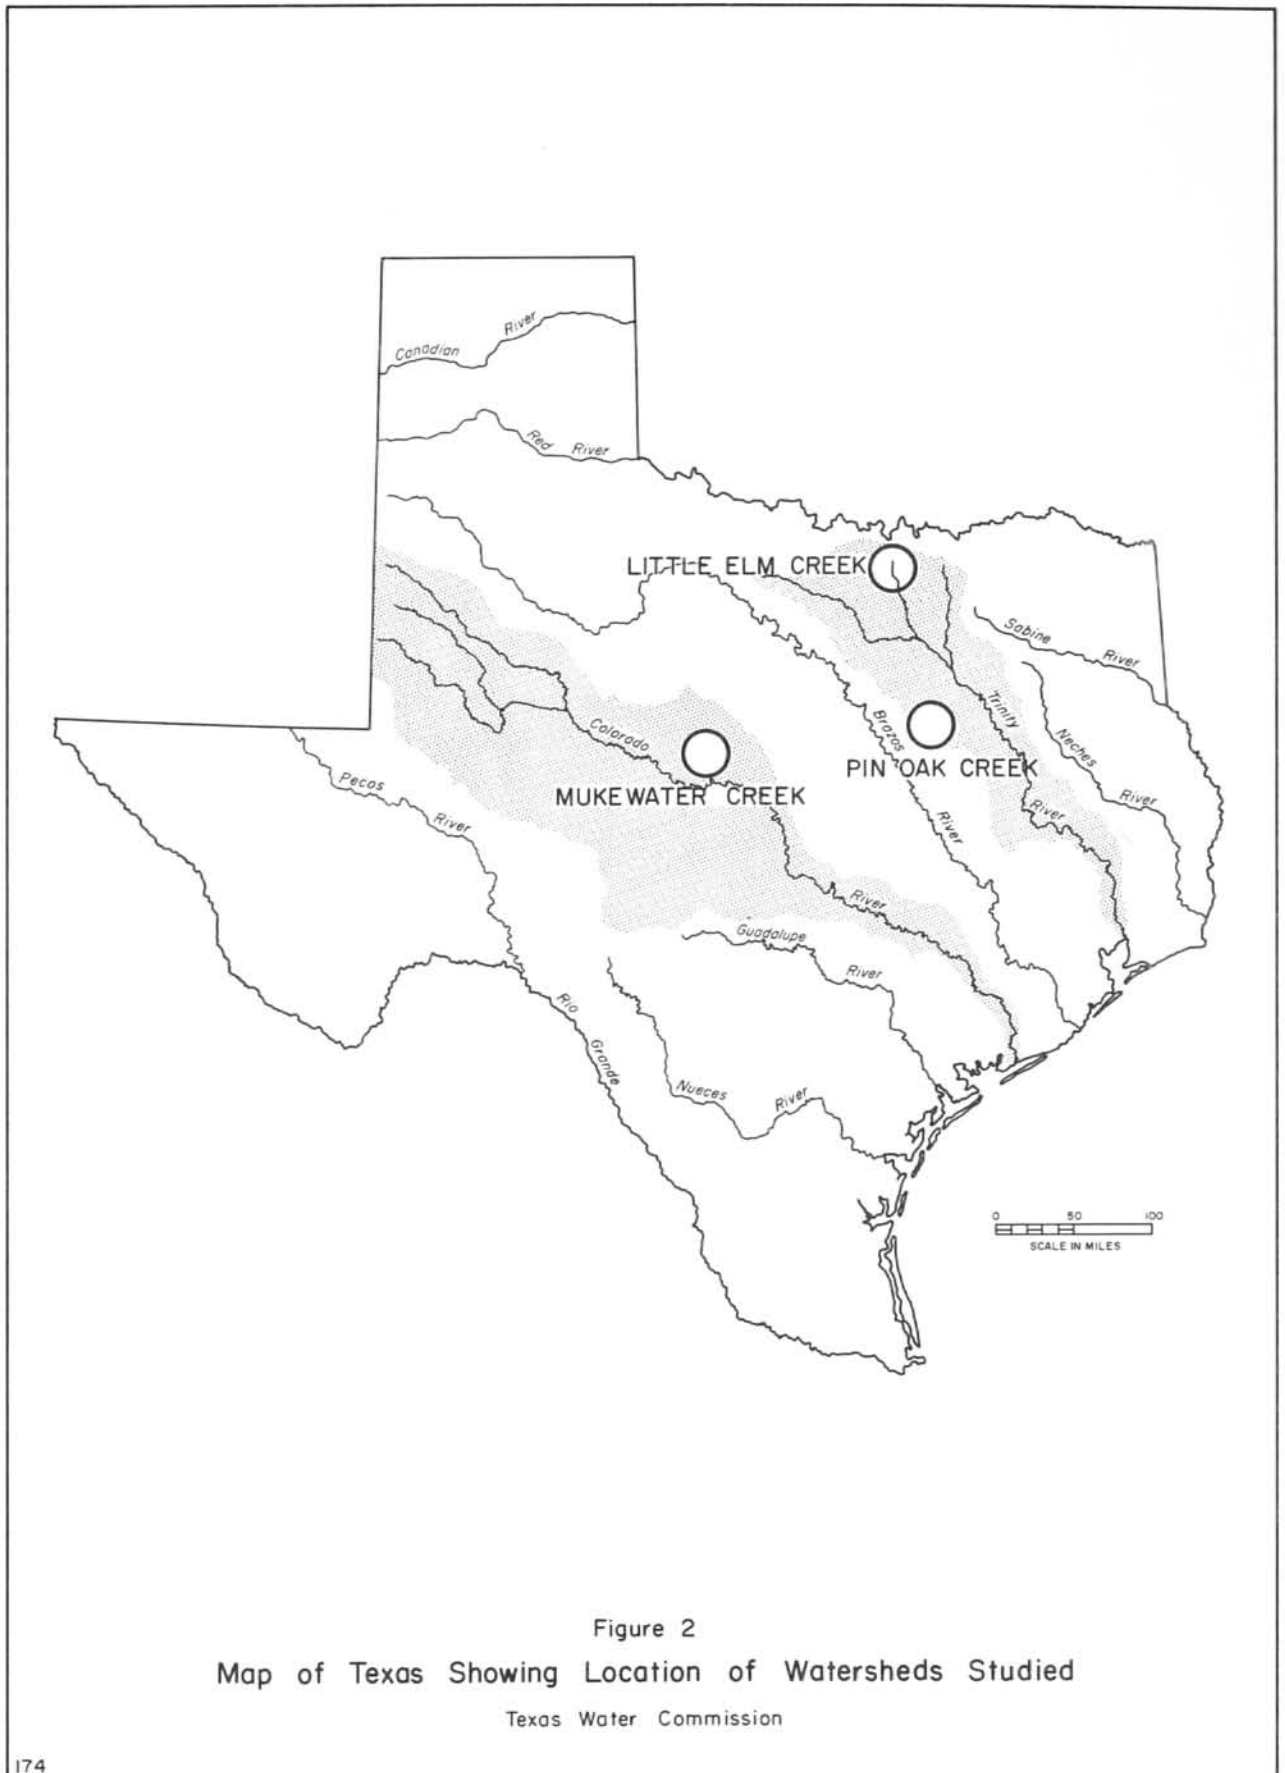 Canadian River
Red River
LITTLE ELM CREEK
Sabine River
Trinity River
Brazos River
Neches River
PIN OAK CREEK
Colorado River
MUKEWATER CREEK
Pecos River
Guadalupe River
Rio Grande
Nueces River
0 50 100
SCALE IN MILES
Figure 2
Map of Texas Showing Location of Watersheds Studied
Texas Water Commission
174